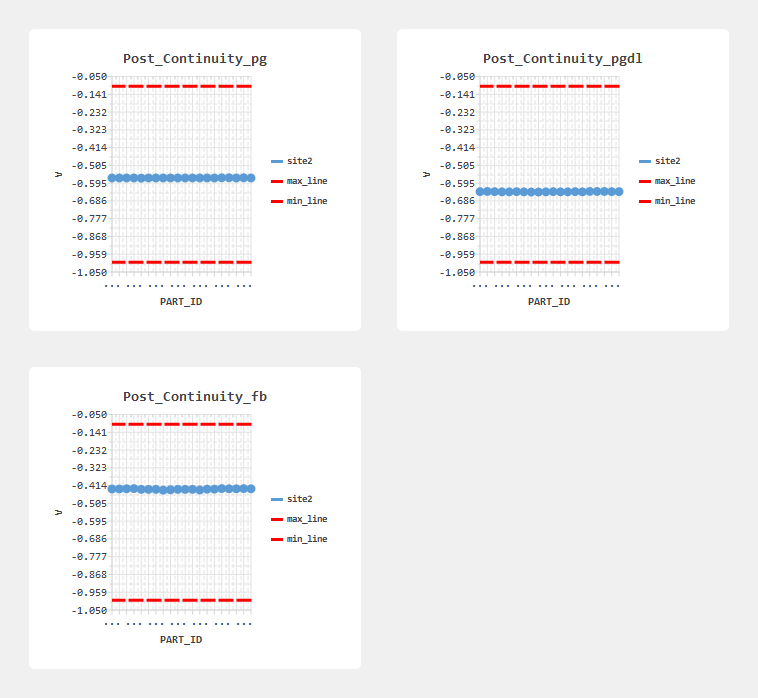 Post_Continuity_pg
-0.050
-0.141
-0.232
-0.323
-0.414
-0.505
-0.595
-0.686
-0.777
-0.868
-0.959
-1.050
V
... ... ... ... ... ... ...
PART_ID
site2
max_line
min_line
Post_Continuity_pgdl
-0.050
-0.141
-0.232
-0.323
-0.414
-0.505
-0.595
-0.686
-0.777
-0.868
-0.959
-1.050
V
... ... ... ... ... ... ...
PART_ID
site2
max_line
min_line
Post_Continuity_fb
-0.050
-0.141
-0.232
-0.323
-0.414
-0.505
-0.595
-0.686
-0.777
-0.868
-0.959
-1.050
V
... ... ... ... ... ... ...
PART_ID
site2
max_line
min_line